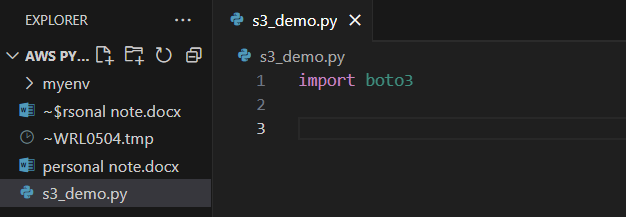 EXPLORER
AWS PY...
myenv
~$rsonal note.docx
~WRL0504.tmp
personal note.docx
s3_demo.py
s3_demo.py
s3_demo.py
1 import boto3
2
3